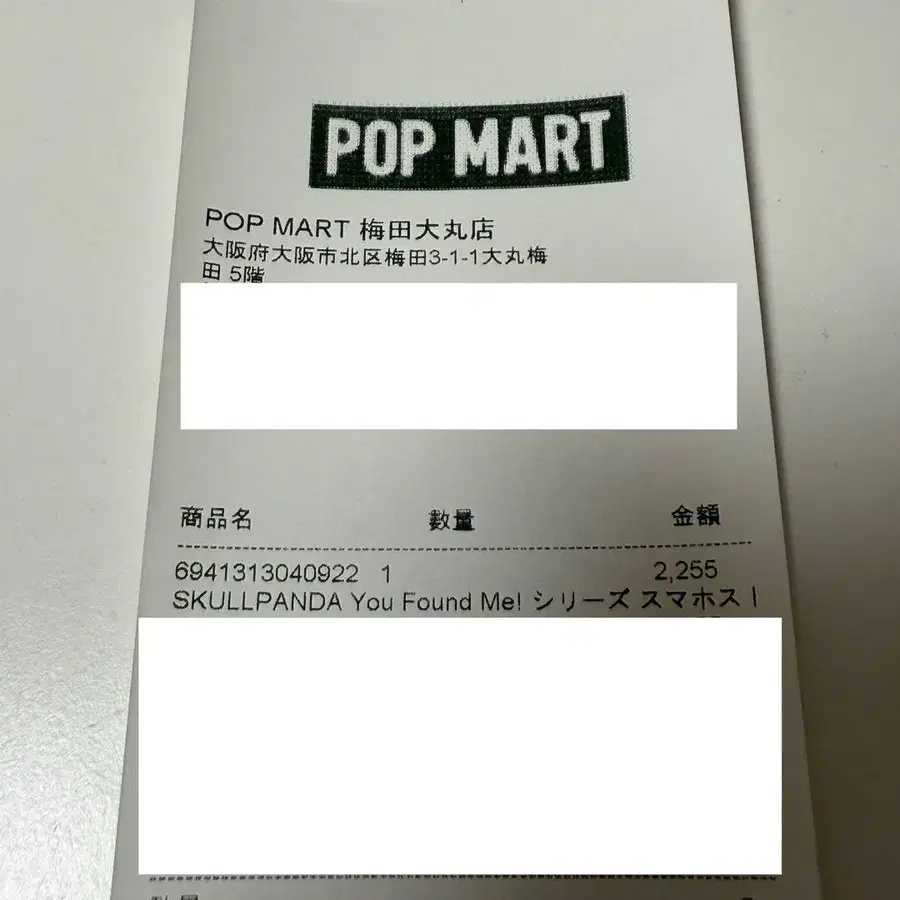 POP MART
POP MART 梅田大丸店
大阪府大阪市北区梅田3-1-1大丸梅
田 5階
商品名 數量 金額
6941313040922 1 2,255
SKULLPANDA You Found Me! シリーズ スマホス